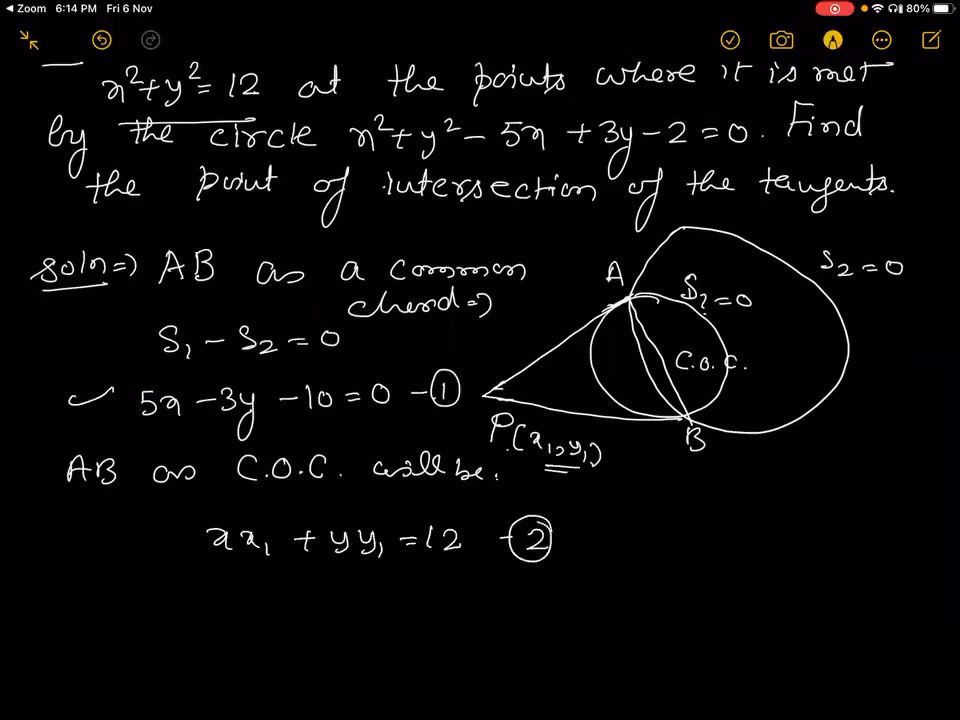 Zoom 6:14 PM Fri 6 Nov 80%
x²+y²=12 at the points where it is met
by the circle x²+y²-5x+3y-2=0. Find
the point of intersection of the tangents.
soln⇒ AB as a common
chord⇒
S₁-S₂=0
✓ 5x-3y-10=0 -①
AB as C.O.C. will be.
xx₁+yy₁=12 -②
A
S₁=0
S₂=0
C.O.C.
P(x₁,y₁)
B